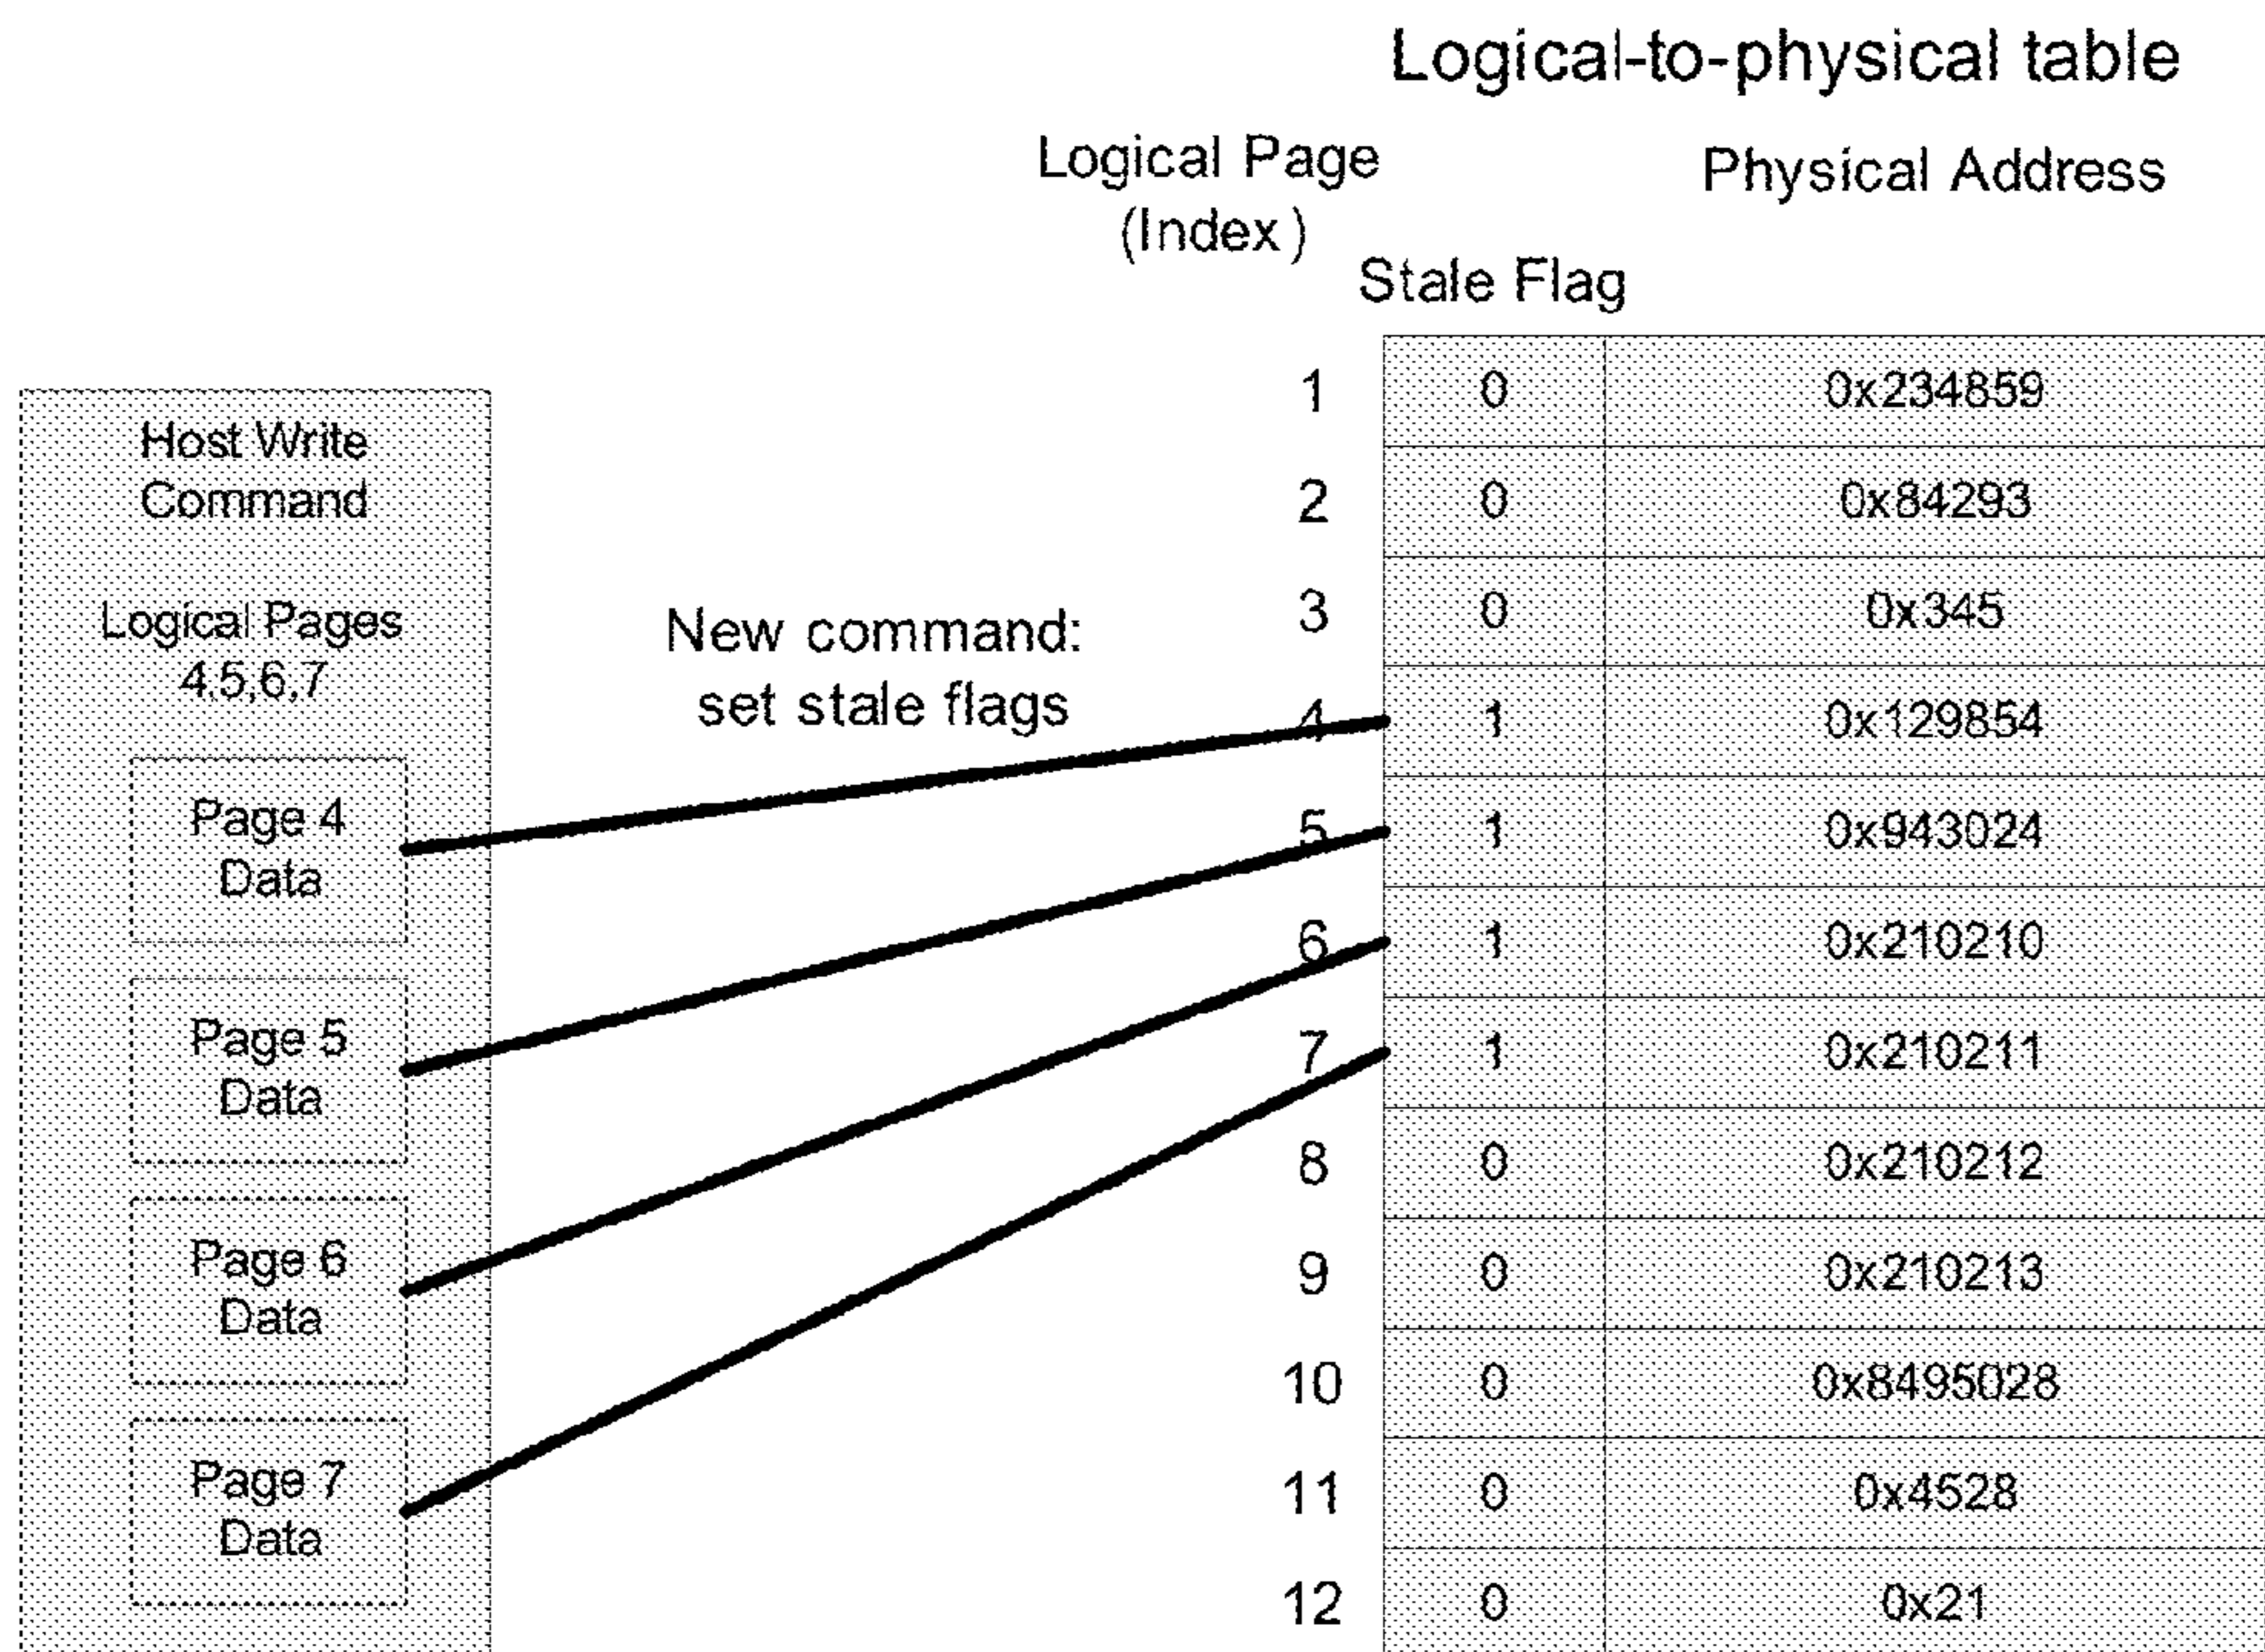 Logical-to-physical table
Logical Page
(Index)
Physical Address
Stale Flag
Host Write
Command
Logical Pages
4,5,6,7
Page 4
Data
Page 5
Data
Page 6
Data
Page 7
Data
New command:
set stale flags
1 0 0x234859
2 0 0x84293
3 0 0x345
4 1 0x129854
5 1 0x943024
6 1 0x210210
7 1 0x210211
8 0 0x210212
9 0 0x210213
10 0 0x8495028
11 0 0x4528
12 0 0x21